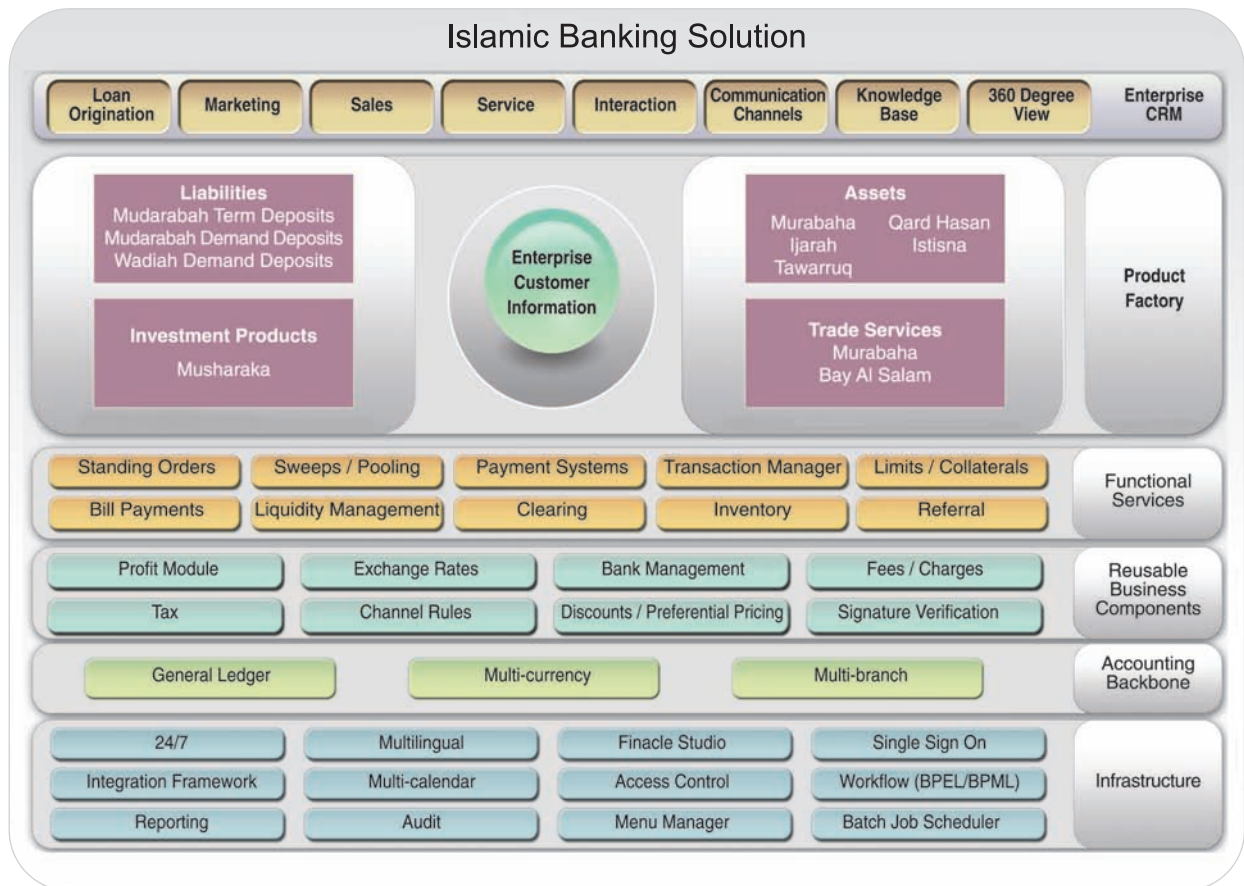 Islamic Banking Solution
Loan
Origination
Marketing
Sales
Service
Interaction
Communication
Channels
Knowledge
Base
360 Degree
View
Enterprise
CRM
Liabilities
Mudarabah Term Deposits
Mudarabah Demand Deposits
Wadiah Demand Deposits
Investment Products
Musharaka
Enterprise
Customer
Information
Assets
Murabaha Qard Hasan
Ijarah Istisna
Tawarruq
Trade Services
Murabaha
Bay Al Salam
Product
Factory
Standing Orders
Sweeps / Pooling
Payment Systems
Transaction Manager
Limits / Collaterals
Bill Payments
Liquidity Management
Clearing
Inventory
Referral
Functional
Services
Profit Module
Exchange Rates
Bank Management
Fees / Charges
Tax
Channel Rules
Discounts / Preferential Pricing
Signature Verification
Reusable
Business
Components
General Ledger
Multi-currency
Multi-branch
Accounting
Backbone
24/7
Multilingual
Finacle Studio
Single Sign On
Integration Framework
Multi-calendar
Access Control
Workflow (BPEL/BPML)
Reporting
Audit
Menu Manager
Batch Job Scheduler
Infrastructure